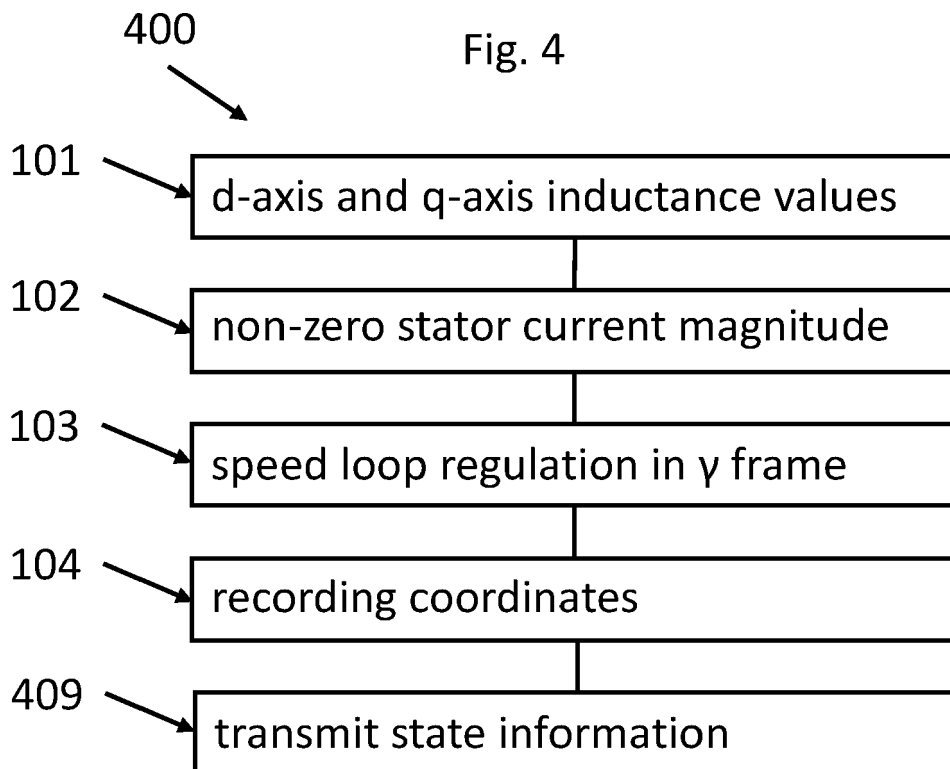 400
Fig. 4
101
d-axis and q-axis inductance values
102
non-zero stator current magnitude
103
speed loop regulation in γ frame
104
recording coordinates
409
transmit state information